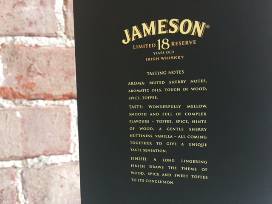 JAMESON
LIMITED 18 RESERVE
YEARS OLD
IRISH WHISKEY
TASTING NOTES
AROMA: MUTED SHERRY NOTES,
AROMATIC OILS, TOUCH OF WOOD,
SPICE, TOFFEE.
TASTE: WONDERFULLY MELLOW,
SMOOTH AND FULL OF COMPLEX
FLAVOURS - TOFFEE, SPICE, HINTS
OF WOOD, A GENTLE SHERRY
NUTTINESS, VANILLA - ALL COMING
TOGETHER TO GIVE A UNIQUE
TASTE SENSATION.
FINISH: A LONG LINGERING
FINISH DRAWS THE THEME OF
WOOD, SPICE AND SWEET TOFFEE
TO ITS CONCLUSION.